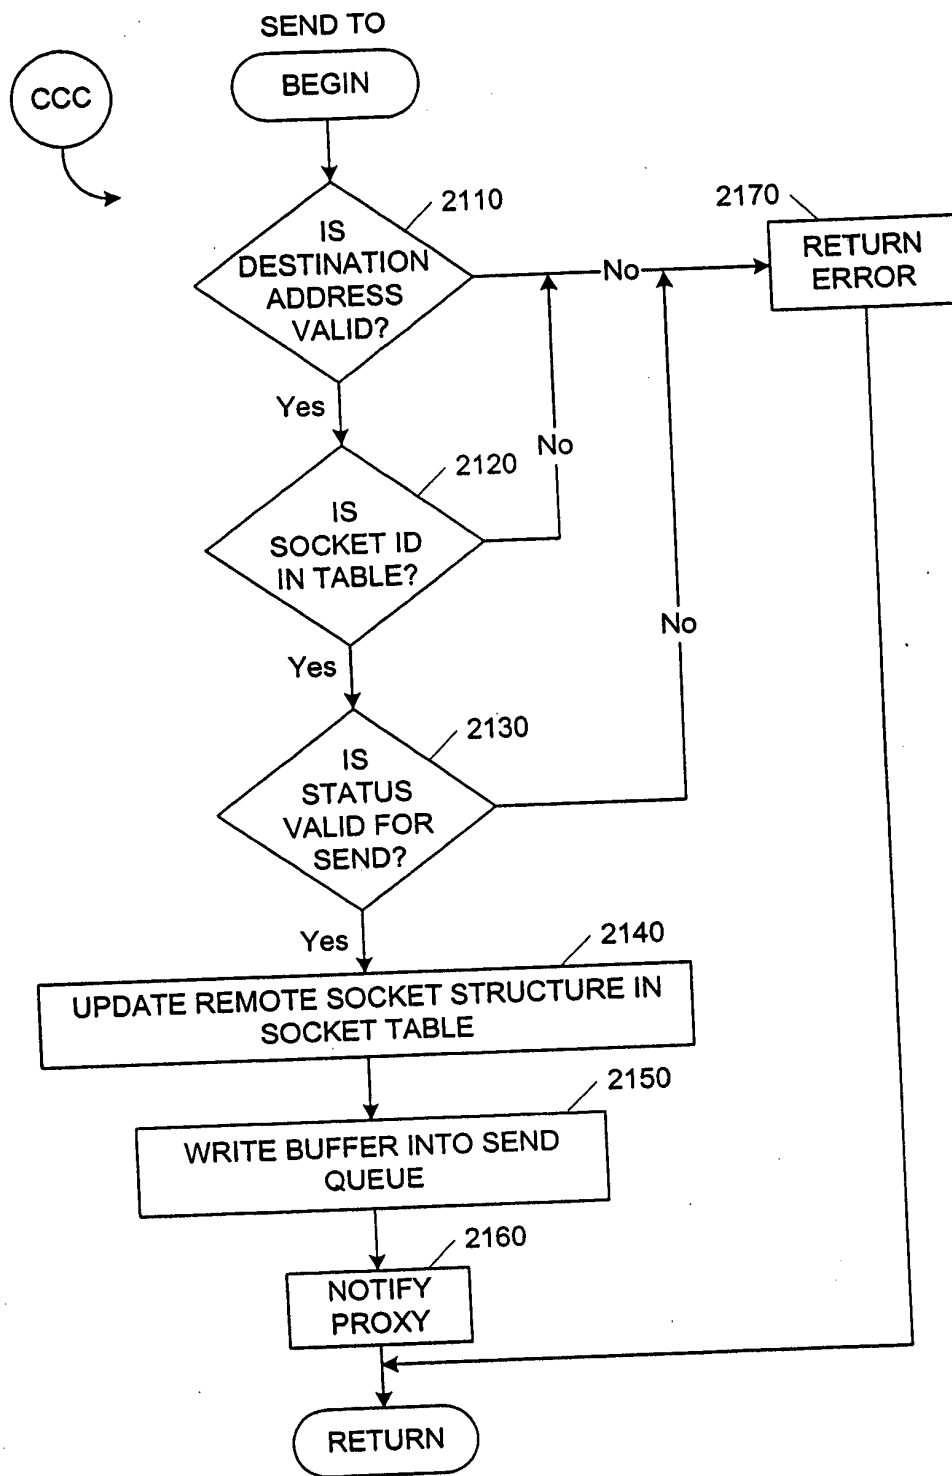 SEND TO
BEGIN
CCC
2110
2170
IS
DESTINATION
ADDRESS
VALID?
No
RETURN
ERROR
Yes
No
2120
IS
SOCKET ID
IN TABLE?
No
Yes
2130
IS
STATUS
VALID FOR
SEND?
Yes
2140
UPDATE REMOTE SOCKET STRUCTURE IN
SOCKET TABLE
2150
WRITE BUFFER INTO SEND
QUEUE
2160
NOTIFY
PROXY
RETURN